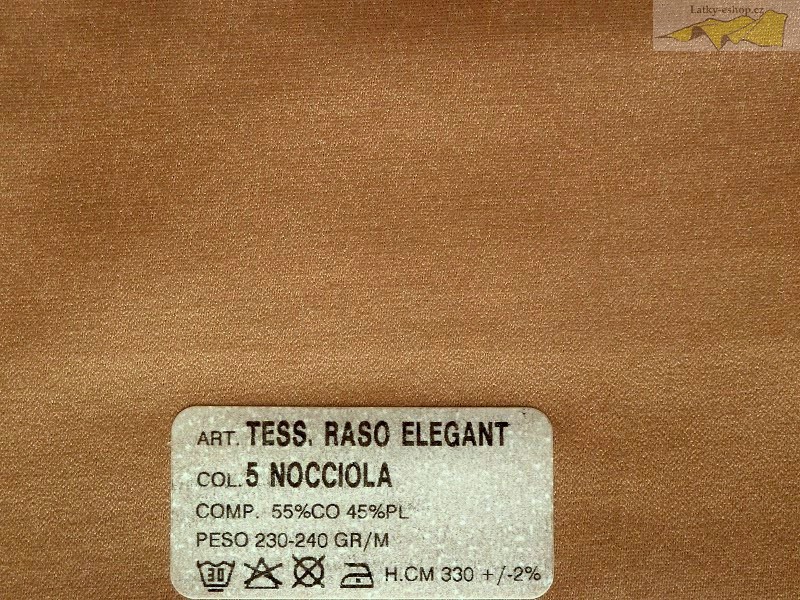 Latky-eshop.cz
ART. TESS. RASO ELEGANT
COL. 5 NOCCIOLA
COMP. 55%CO 45%PL
PESO 230-240 GR/M
30 H.CM 330 +/-2%